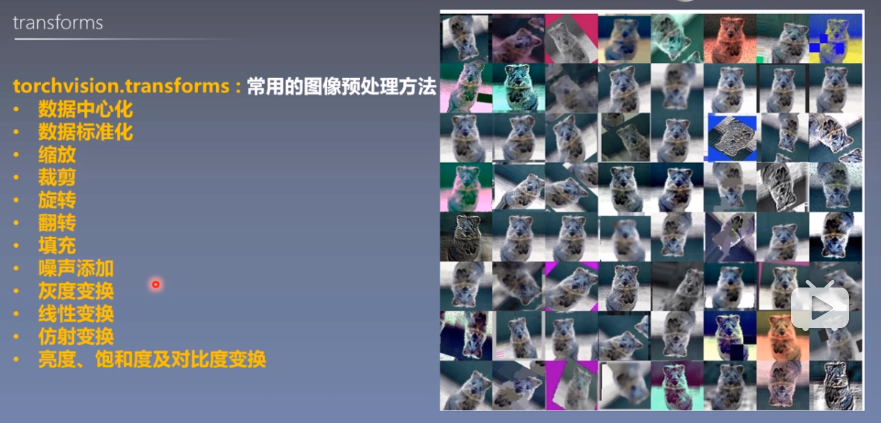 transforms
torchvision.transforms : 常用的图像预处理方法
• 数据中心化
• 数据标准化
• 缩放
• 裁剪
• 旋转
• 翻转
• 填充
• 噪声添加
• 灰度变换
• 线性变换
• 仿射变换
• 亮度、饱和度及对比度变换